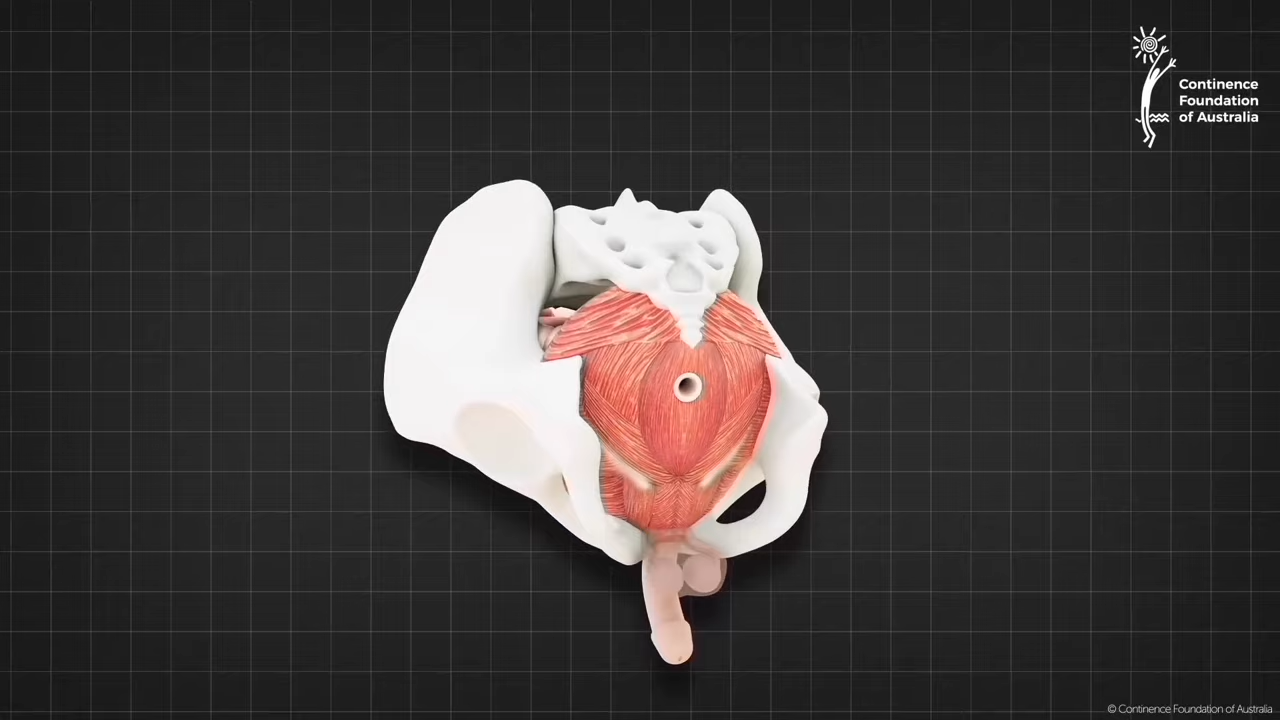 Continence
Foundation
of Australia
© Continence Foundation of Australia